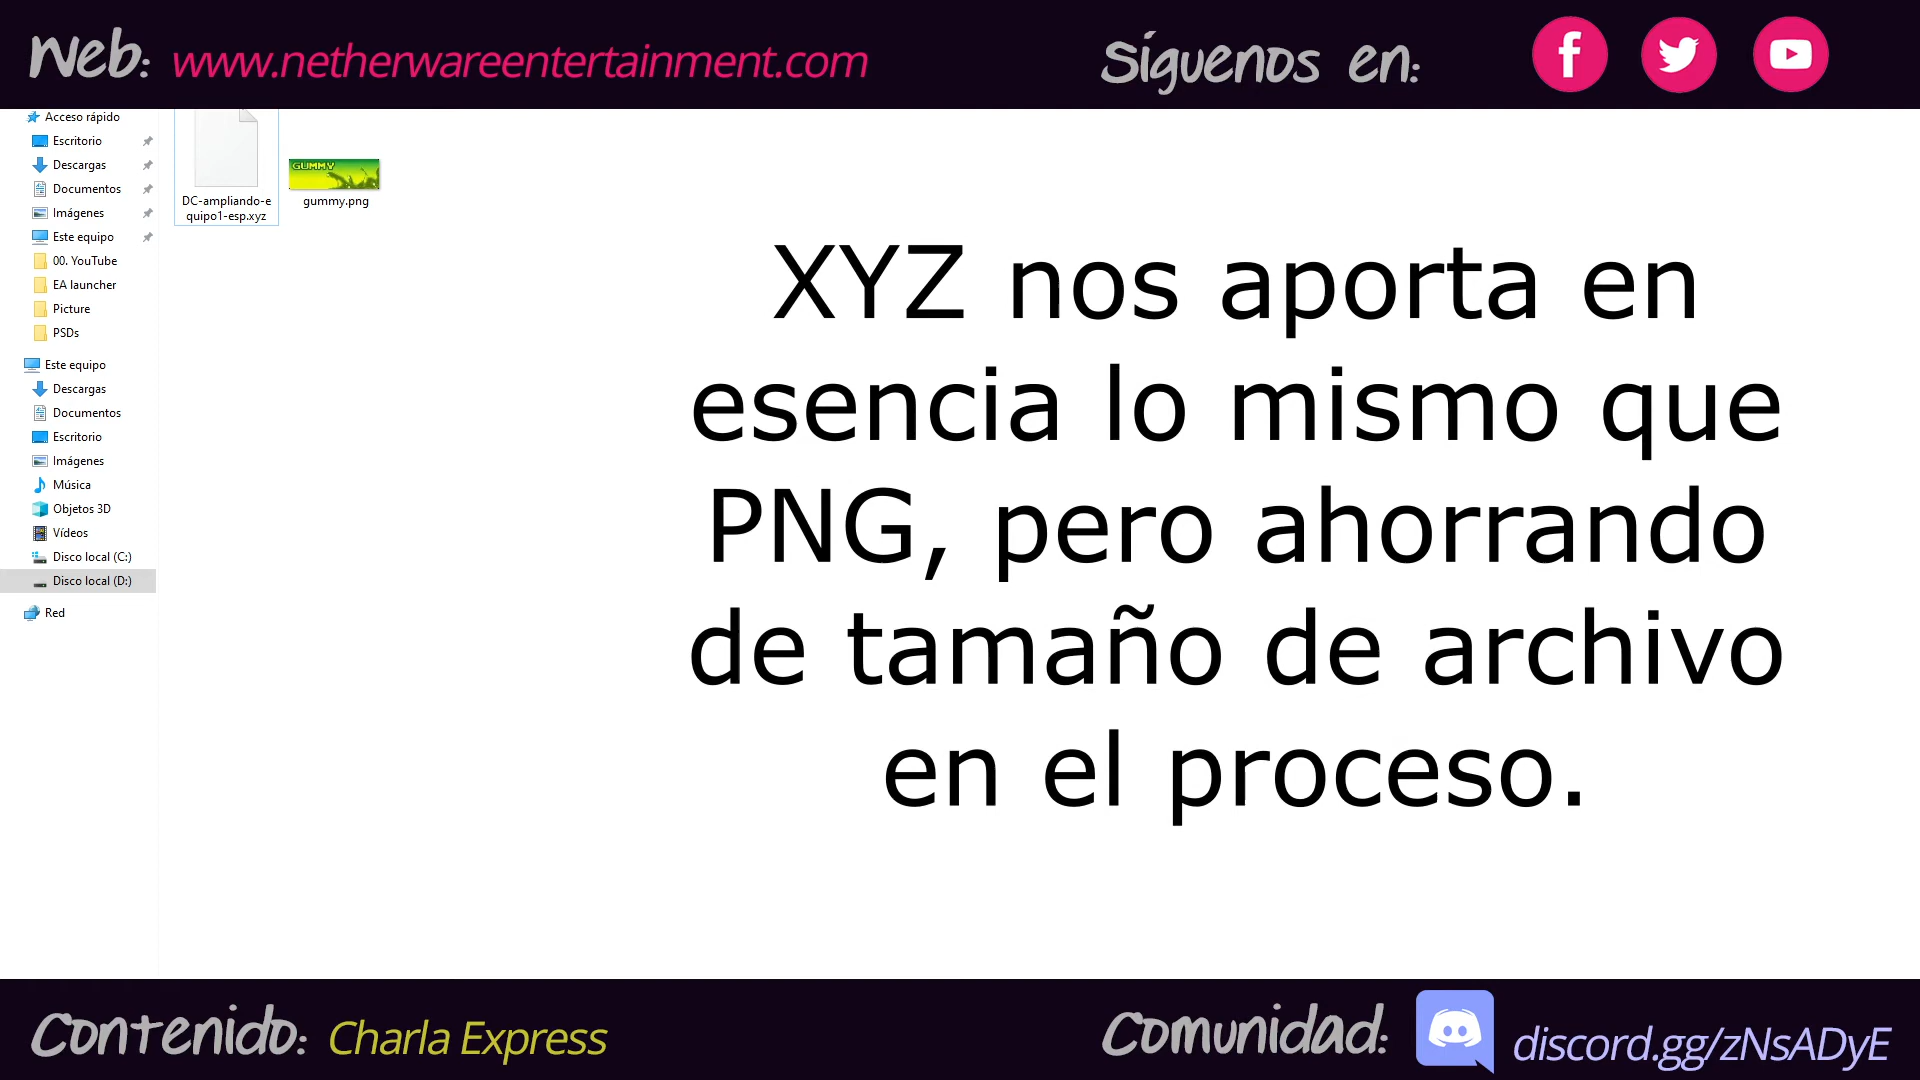 Web: www.netherwareentertainment.com
Síguenos en:
Acceso rápido
Escritorio
Descargas
Documentos
Imágenes
Este equipo
00. YouTube
EA launcher
Picture
PSDs
Este equipo
Descargas
Documentos
Escritorio
Imágenes
Música
Objetos 3D
Vídeos
Disco local (C:)
Disco local (D:)
Red
DC-ampliando-e
quipo1-esp.xyz
GUMMY
gummy.png
XYZ nos aporta en
esencia lo mismo que
PNG, pero ahorrando
de tamaño de archivo
en el proceso.
Contenido: Charla Express
Comunidad: discord.gg/zNsADyE